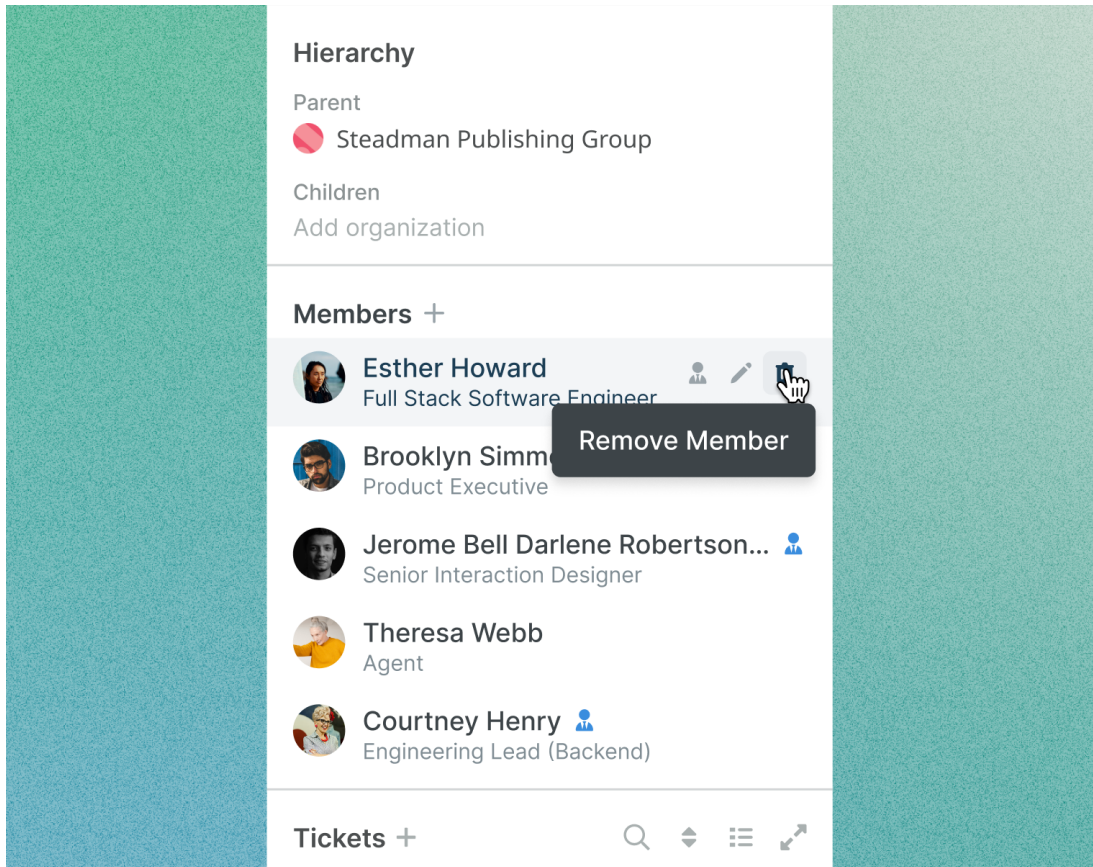 Hierarchy
Parent
Steadman Publishing Group
Children
Add organization
Members
Esther Howard
Full Stack Software Engineer
Remove Member
Brooklyn
Product Executive
Jerome Bell Darlene Robertson...
Senior Interaction Designer
Theresa Webb
Agent
Courtney Henry
Engineering Lead (Backend)
Tickets